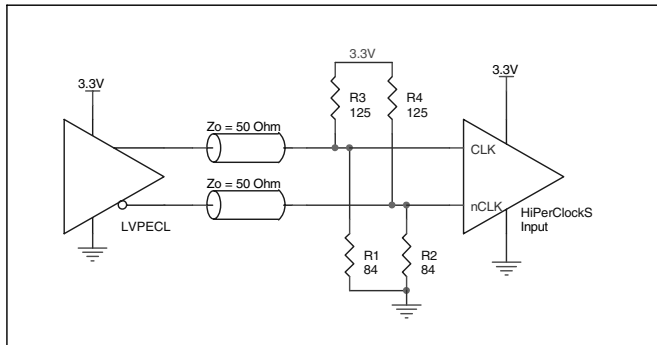 3.3V
3.3V
3.3V
R3
125
R4
125
Zo = 50 Ohm
CLK
Zo = 50 Ohm
nCLK
HiPerClockS
Input
LVPECL
R1
84
R2
84